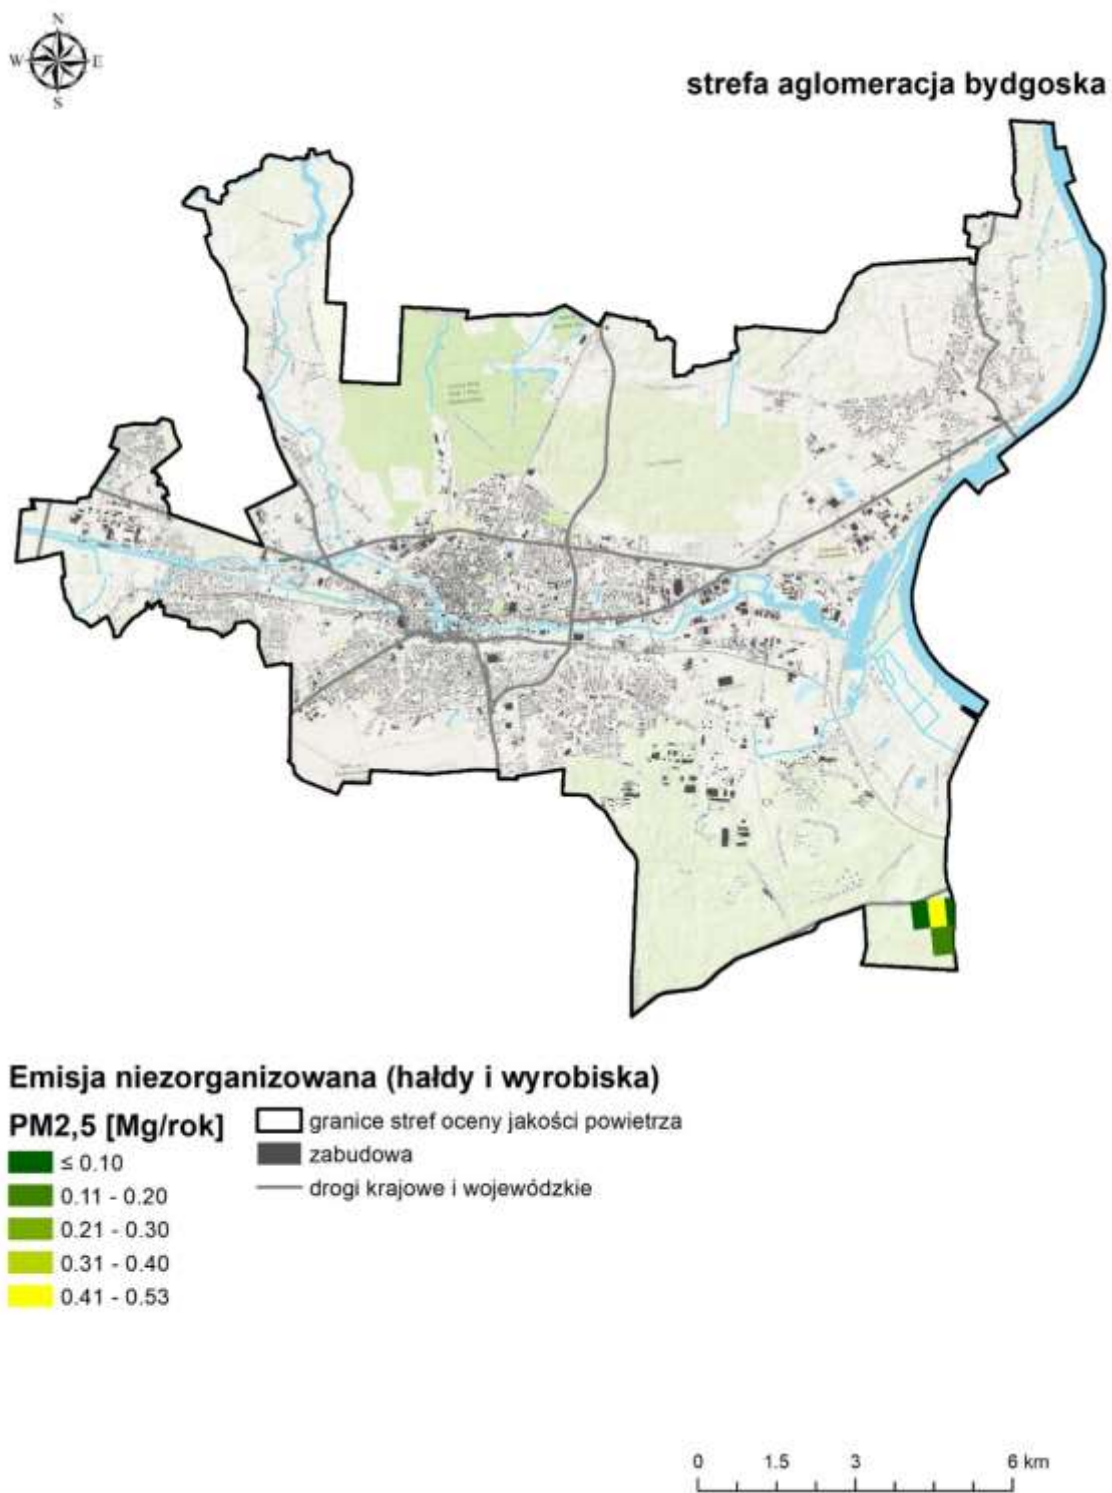 N
W E
S
strefa aglomeracja bydgoska
Emisja niezorganizowana (hałdy i wyrobiska)
PM2,5 [Mg/rok]
≤ 0.10
0.11 - 0.20
0.21 - 0.30
0.31 - 0.40
0.41 - 0.53
granice stref oceny jakości powietrza
zabudowa
drogi krajowe i wojewódzkie
0 1.5 3 6 km